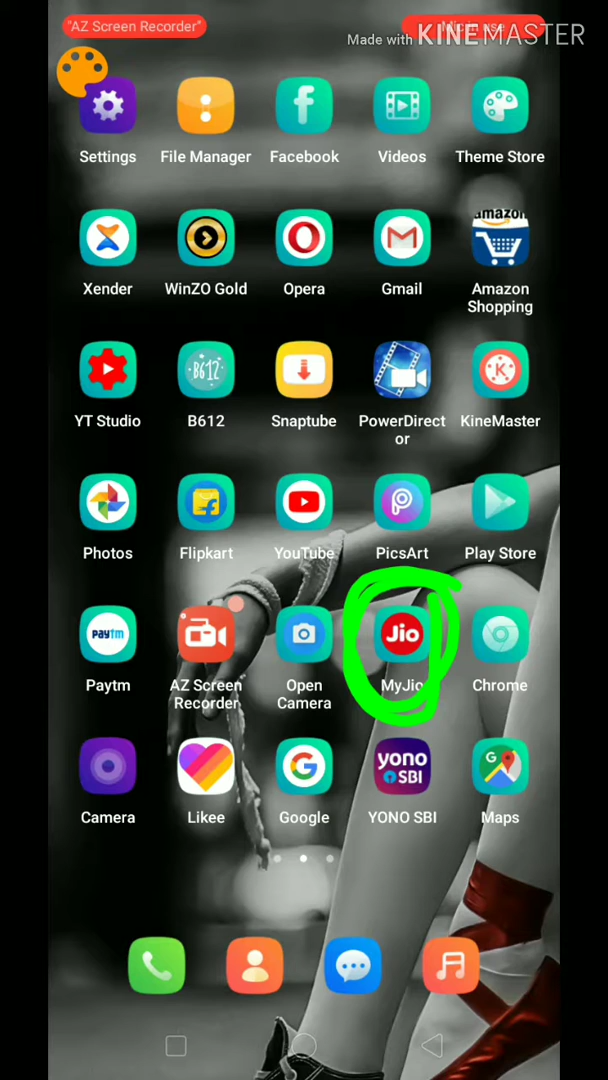 "AZ Screen Recorder"
Made with KINEMASTER
Settings
File Manager
Facebook
Videos
Theme Store
amazon
Xender
WinZO Gold
Opera
Gmail
Amazon
Shopping
B612
YT Studio
B612
Snaptube
PowerDirect
or
KineMaster
Photos
Flipkart
YouTube
PicsArt
Play Store
Paytm
Jio
Paytm
AZ Screen
Recorder
Open
Camera
MyJio
Chrome
yono
SBI
Camera
Likee
Google
YONO SBI
Maps